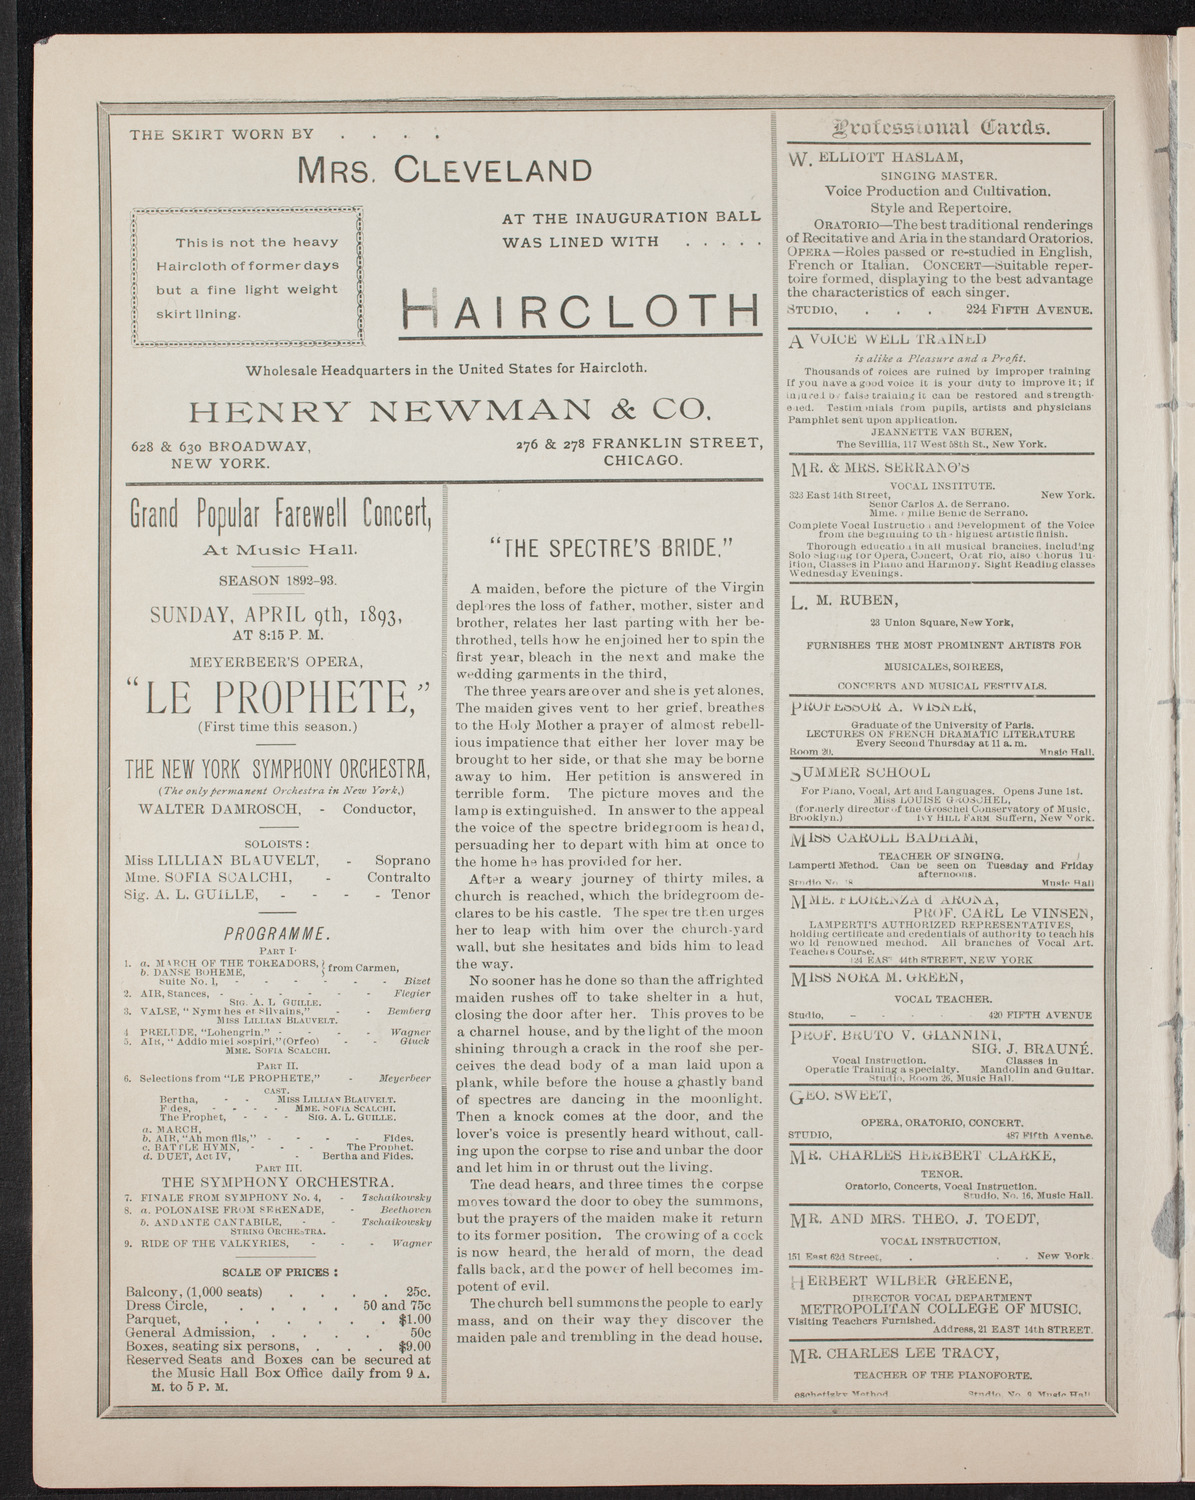 THE SKIRT WORN BY . . . .
MRS. CLEVELAND
AT THE INAUGURATION BALL
WAS LINED WITH . . . . .
This is not the heavy
Haircloth of former days
but a fine light weight
skirt lining.
HAIRCLOTH
Wholesale Headquarters in the United States for Haircloth.
HENRY NEWMAN & CO.
628 & 630 BROADWAY,
NEW YORK.
276 & 278 FRANKLIN STREET,
CHICAGO.
Grand Popular Farewell Concert,
At Music Hall.
SEASON 1892-93.
SUNDAY, APRIL 9th, 1893,
AT 8:15 P. M.
MEYERBEER'S OPERA,
"LE PROPHETE,"
(First time this season.)
THE NEW YORK SYMPHONY ORCHESTRA,
(The only permanent Orchestra in New York,)
WALTER DAMROSCH, - Conductor,
SOLOISTS :
Miss LILLIAN BLAUVELT, - Soprano
Mme. SOFIA SCALCHI, - Contralto
Sig. A. L. GUILLE, - - - Tenor
PROGRAMME.
PART I.
1. a. MARCH OF THE TOREADORS, } from Carmen,
b. DANSE BOHEME,
Suite No. 1, - - - - - - Bizet
2. AIR, Stances, - - - - - - Flegier
SIG. A. L. GUILLE.
3. VALSE, "Nymphes et Silvains," - - Bemberg
MISS LILLIAN BLAUVELT.
4 PRELUDE, "Lohengrin," - - - - Wagner
5. AIR, "Addio miei sospiri,"(Orfeo) - - Gluck
MME. SOFIA SCALCHI.
PART II.
6. Selections from "LE PROPHETE," - Meyerbeer
CAST.
Bertha, - - MISS LILLIAN BLAUVELT.
Fides, - - - - MME. SOFIA SCALCHI.
The Prophet, - - - SIG. A. L. GUILLE.
a. MARCH,
b. AIR, "Ah mon fils," - - - - Fides.
c. BATTLE HYMN, - - - The Prophet.
d. DUET, Act IV, - Bertha and Fides.
PART III.
THE SYMPHONY ORCHESTRA.
7. FINALE FROM SYMPHONY No. 4, - Tschaikowsky
8. a. POLONAISE FROM SERENADE, - Beethoven
b. ANDANTE CANTABILE, - - Tschaikowsky
STRING ORCHESTRA.
9. RIDE OF THE VALKYRIES, - - - Wagner
SCALE OF PRICES :
Balcony, (1,000 seats) . . . . 25c.
Dress Circle, . . . . 50 and 75c
Parquet, . . . . . . $1.00
General Admission, . . . . 50c
Boxes, seating six persons, . . . $9.00
Reserved Seats and Boxes can be secured at
the Music Hall Box Office daily from 9 A.
M. to 5 P. M.
"THE SPECTRE'S BRIDE."
A maiden, before the picture of the Virgin
deplores the loss of father, mother, sister and
brother, relates her last parting with her be-
throthed, tells how he enjoined her to spin the
first year, bleach in the next and make the
wedding garments in the third,
The three years are over and she is yet alones.
The maiden gives vent to her grief, breathes
to the Holy Mother a prayer of almost rebell-
ious impatience that either her lover may be
brought to her side, or that she may be borne
away to him. Her petition is answered in
terrible form. The picture moves and the
lamp is extinguished. In answer to the appeal
the voice of the spectre bridegroom is heard,
persuading her to depart with him at once to
the home he has provided for her.
After a weary journey of thirty miles, a
church is reached, which the bridegroom de-
clares to be his castle. The spectre then urges
her to leap with him over the church-yard
wall, but she hesitates and bids him to lead
the way.
No sooner has he done so than the affrighted
maiden rushes off to take shelter in a hut,
closing the door after her. This proves to be
a charnel house, and by the light of the moon
shining through a crack in the roof she per-
ceives the dead body of a man laid upon a
plank, while before the house a ghastly band
of spectres are dancing in the moonlight.
Then a knock comes at the door, and the
lover's voice is presently heard without, call-
ing upon the corpse to rise and unbar the door
and let him in or thrust out the living.
The dead hears, and three times the corpse
moves toward the door to obey the summons,
but the prayers of the maiden make it return
to its former position. The crowing of a cock
is now heard, the herald of morn, the dead
falls back, and the power of hell becomes im-
potent of evil.
The church bell summons the people to early
mass, and on their way they discover the
maiden pale and trembling in the dead house.
Professional Cards.
W. ELLIOTT HASLAM,
SINGING MASTER.
Voice Production and Cultivation.
Style and Repertoire.
ORATORIO—The best traditional renderings
of Recitative and Aria in the standard Oratorios.
OPERA—Roles passed or re-studied in English,
French or Italian. CONCERT—Suitable reper-
toire formed, displaying to the best advantage
the characteristics of each singer.
STUDIO, . . . 224 FIFTH AVENUE.
A VOICE WELL TRAINED
is alike a Pleasure and a Profit.
Thousands of voices are ruined by improper training
If you have a good voice it is your duty to improve it; if
injured by false training it can be restored and strength-
ened. Testimonials from pupils, artists and physicians
Pamphlet sent upon application.
JEANNETTE VAN BUREN,
The Sevillia, 117 West 58th St., New York.
MR. & MRS. SERRANO'S
VOCAL INSTITUTE.
323 East 14th Street, New York.
Senor Carlos A. de Serrano.
Mme. Emilie Benic de Serrano.
Complete Vocal Instruction and Development of the Voice
from the beginning to the highest artistic finish.
Thorough education in all musical branches, including
Solo Singing for Opera, Concert, Oratorio, also Chorus Tu-
ition, Classes in Piano and Harmony. Sight Reading classes
Wednesday Evenings.
L. M. RUBEN,
23 Union Square, New York,
FURNISHES THE MOST PROMINENT ARTISTS FOR
MUSICALES, SOIREES,
CONCERTS AND MUSICAL FESTIVALS.
PROFESSOR A. WISNER,
Graduate of the University of Paris.
LECTURES ON FRENCH DRAMATIC LITERATURE
Every Second Thursday at 11 a. m.
Room 20. Music Hall.
SUMMER SCHOOL
For Piano, Vocal, Art and Languages. Opens June 1st.
Miss LOUISE GROSCHEL,
(formerly director of the Groschel Conservatory of Music,
Brooklyn.) IVY HILL FARM Suffern, New York.
MISS CAROLL BADHAM,
TEACHER OF SINGING.
Lamperti Method. Can be seen on Tuesday and Friday
afternoons.
Studio No. Music Hall
MME. FLORENZA d ARONA,
PROF. CARL Le VINSEN,
LAMPERTI'S AUTHORIZED REPRESENTATIVES,
holding certificate and credentials of authority to teach his
world renowned method. All branches of Vocal Art.
Teachers Course.
124 EAST 44th STREET, NEW YORK
MISS NORA M. GREEN,
VOCAL TEACHER.
Studio, - - - - 420 FIFTH AVENUE
PROF. BRUTO V. GIANNINI,
SIG. J. BRAUNÉ.
Vocal Instruction. Classes in
Operatic Training a specialty. Mandolin and Guitar.
Studio, Room 26, Music Hall.
GEO. SWEET,
OPERA, ORATORIO, CONCERT.
STUDIO, 487 Fifth Avenue.
MR. CHARLES HERBERT CLARKE,
TENOR.
Oratorio, Concerts, Vocal Instruction.
Studio, No. 16, Music Hall.
MR. AND MRS. THEO. J. TOEDT,
VOCAL INSTRUCTION,
151 East 62d Street, . . . New York.
HERBERT WILBER GREENE,
DIRECTOR VOCAL DEPARTMENT
METROPOLITAN COLLEGE OF MUSIC.
Visiting Teachers Furnished.
Address, 21 EAST 14th STREET.
MR. CHARLES LEE TRACY,
TEACHER OF THE PIANOFORTE.
Leschetizky Method Studio, No. 9, Music Hall